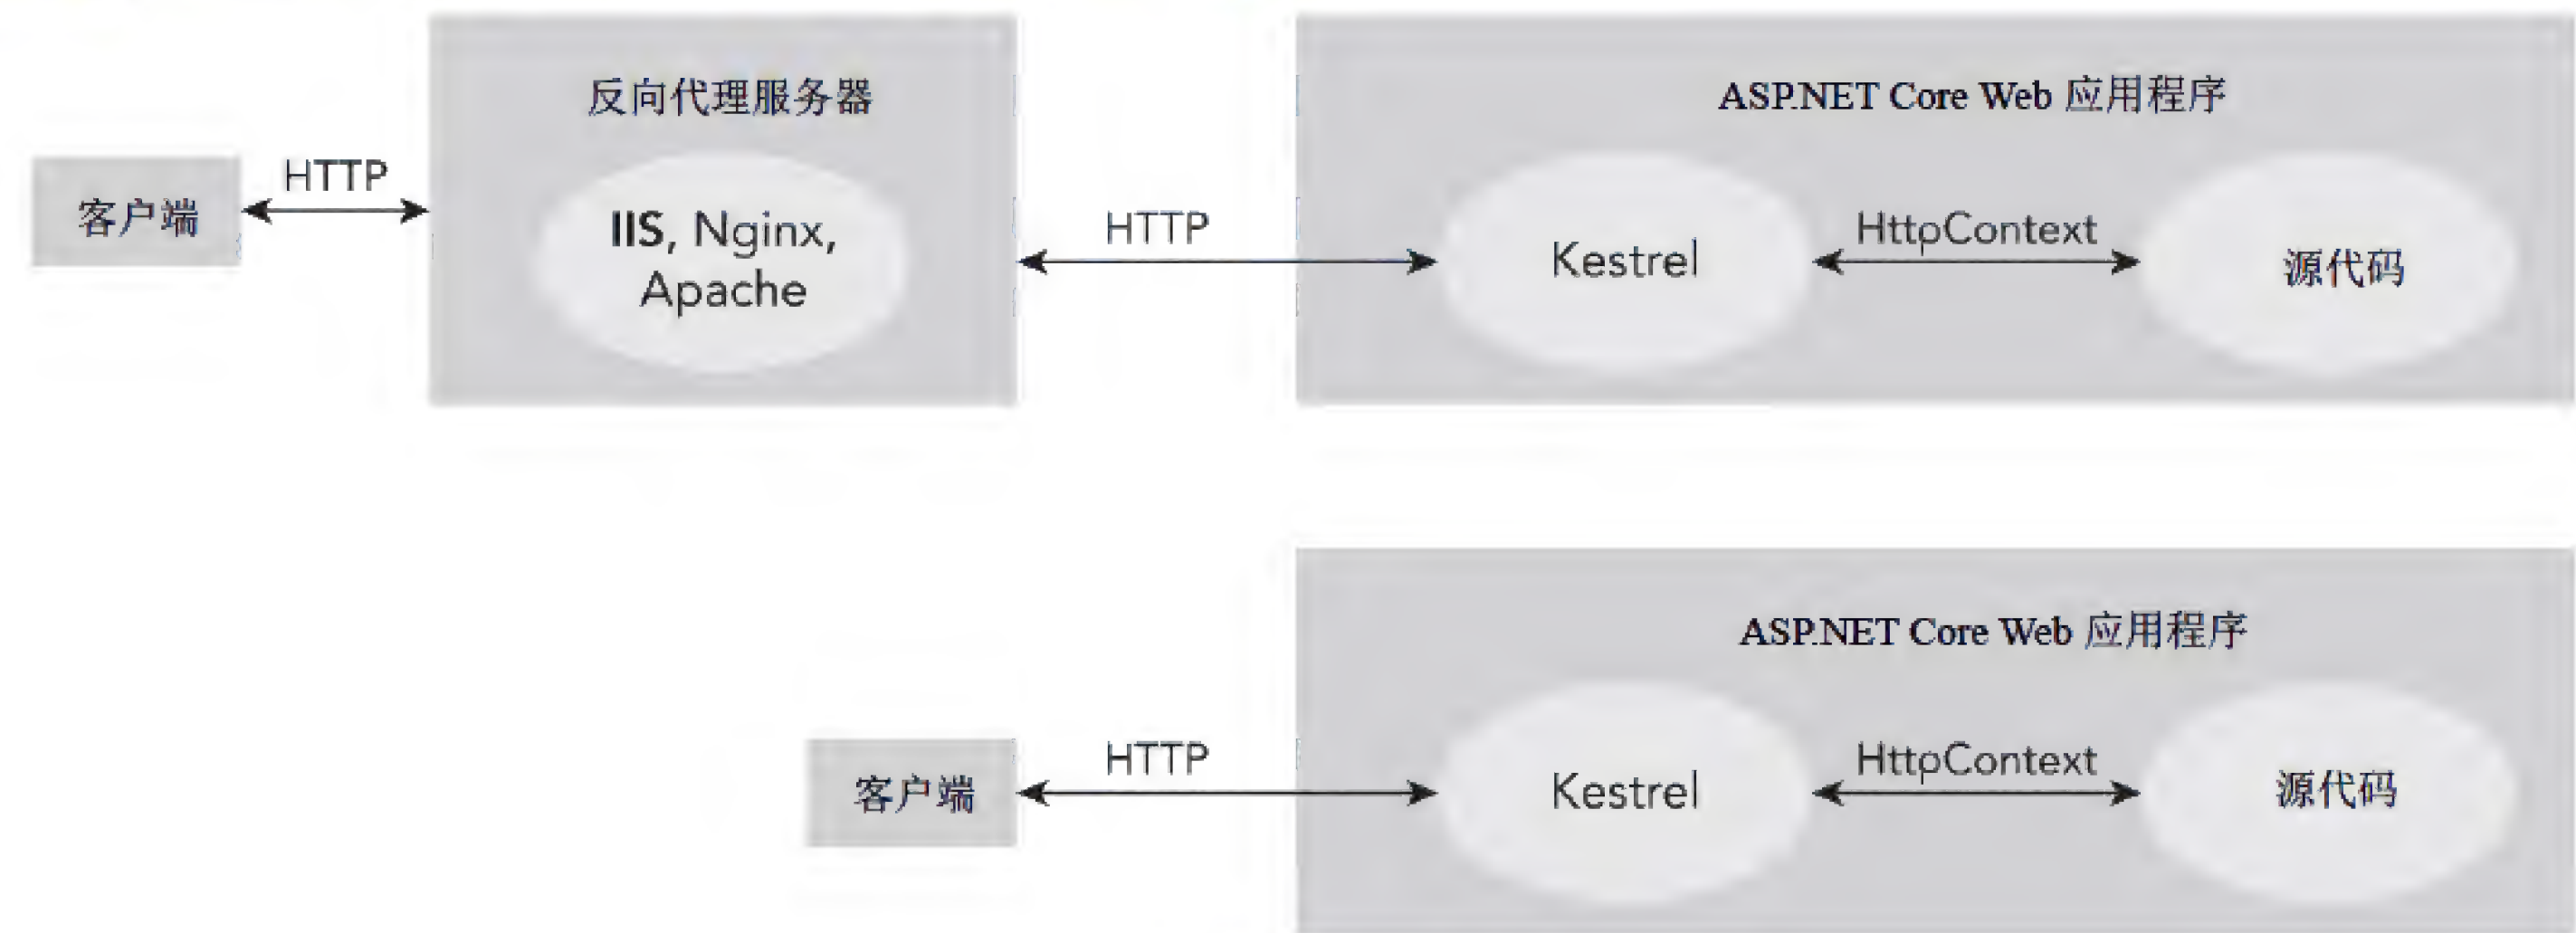 反向代理服务器
ASP.NET Core Web 应用程序
客户端
HTTP
IIS, Nginx,
Apache
HTTP
Kestrel
HttpContext
源代码
ASP.NET Core Web 应用程序
客户端
HTTP
Kestrel
HttpContext
源代码